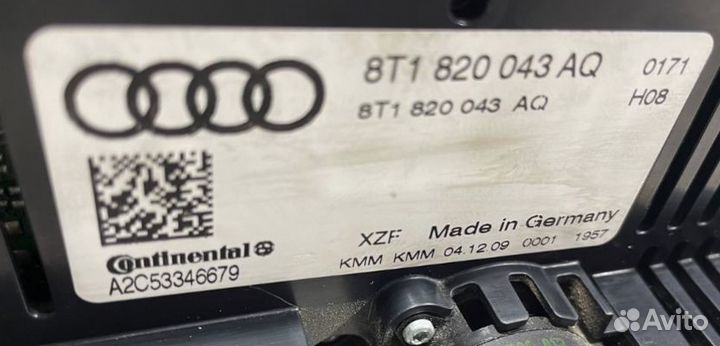 8T1 820 043 AQ 0171
8T1 820 043 AQ H08
XZF Made in Germany
Continental
KMM KMM 04.12.09 0001 1957
A2C53346679
Avito